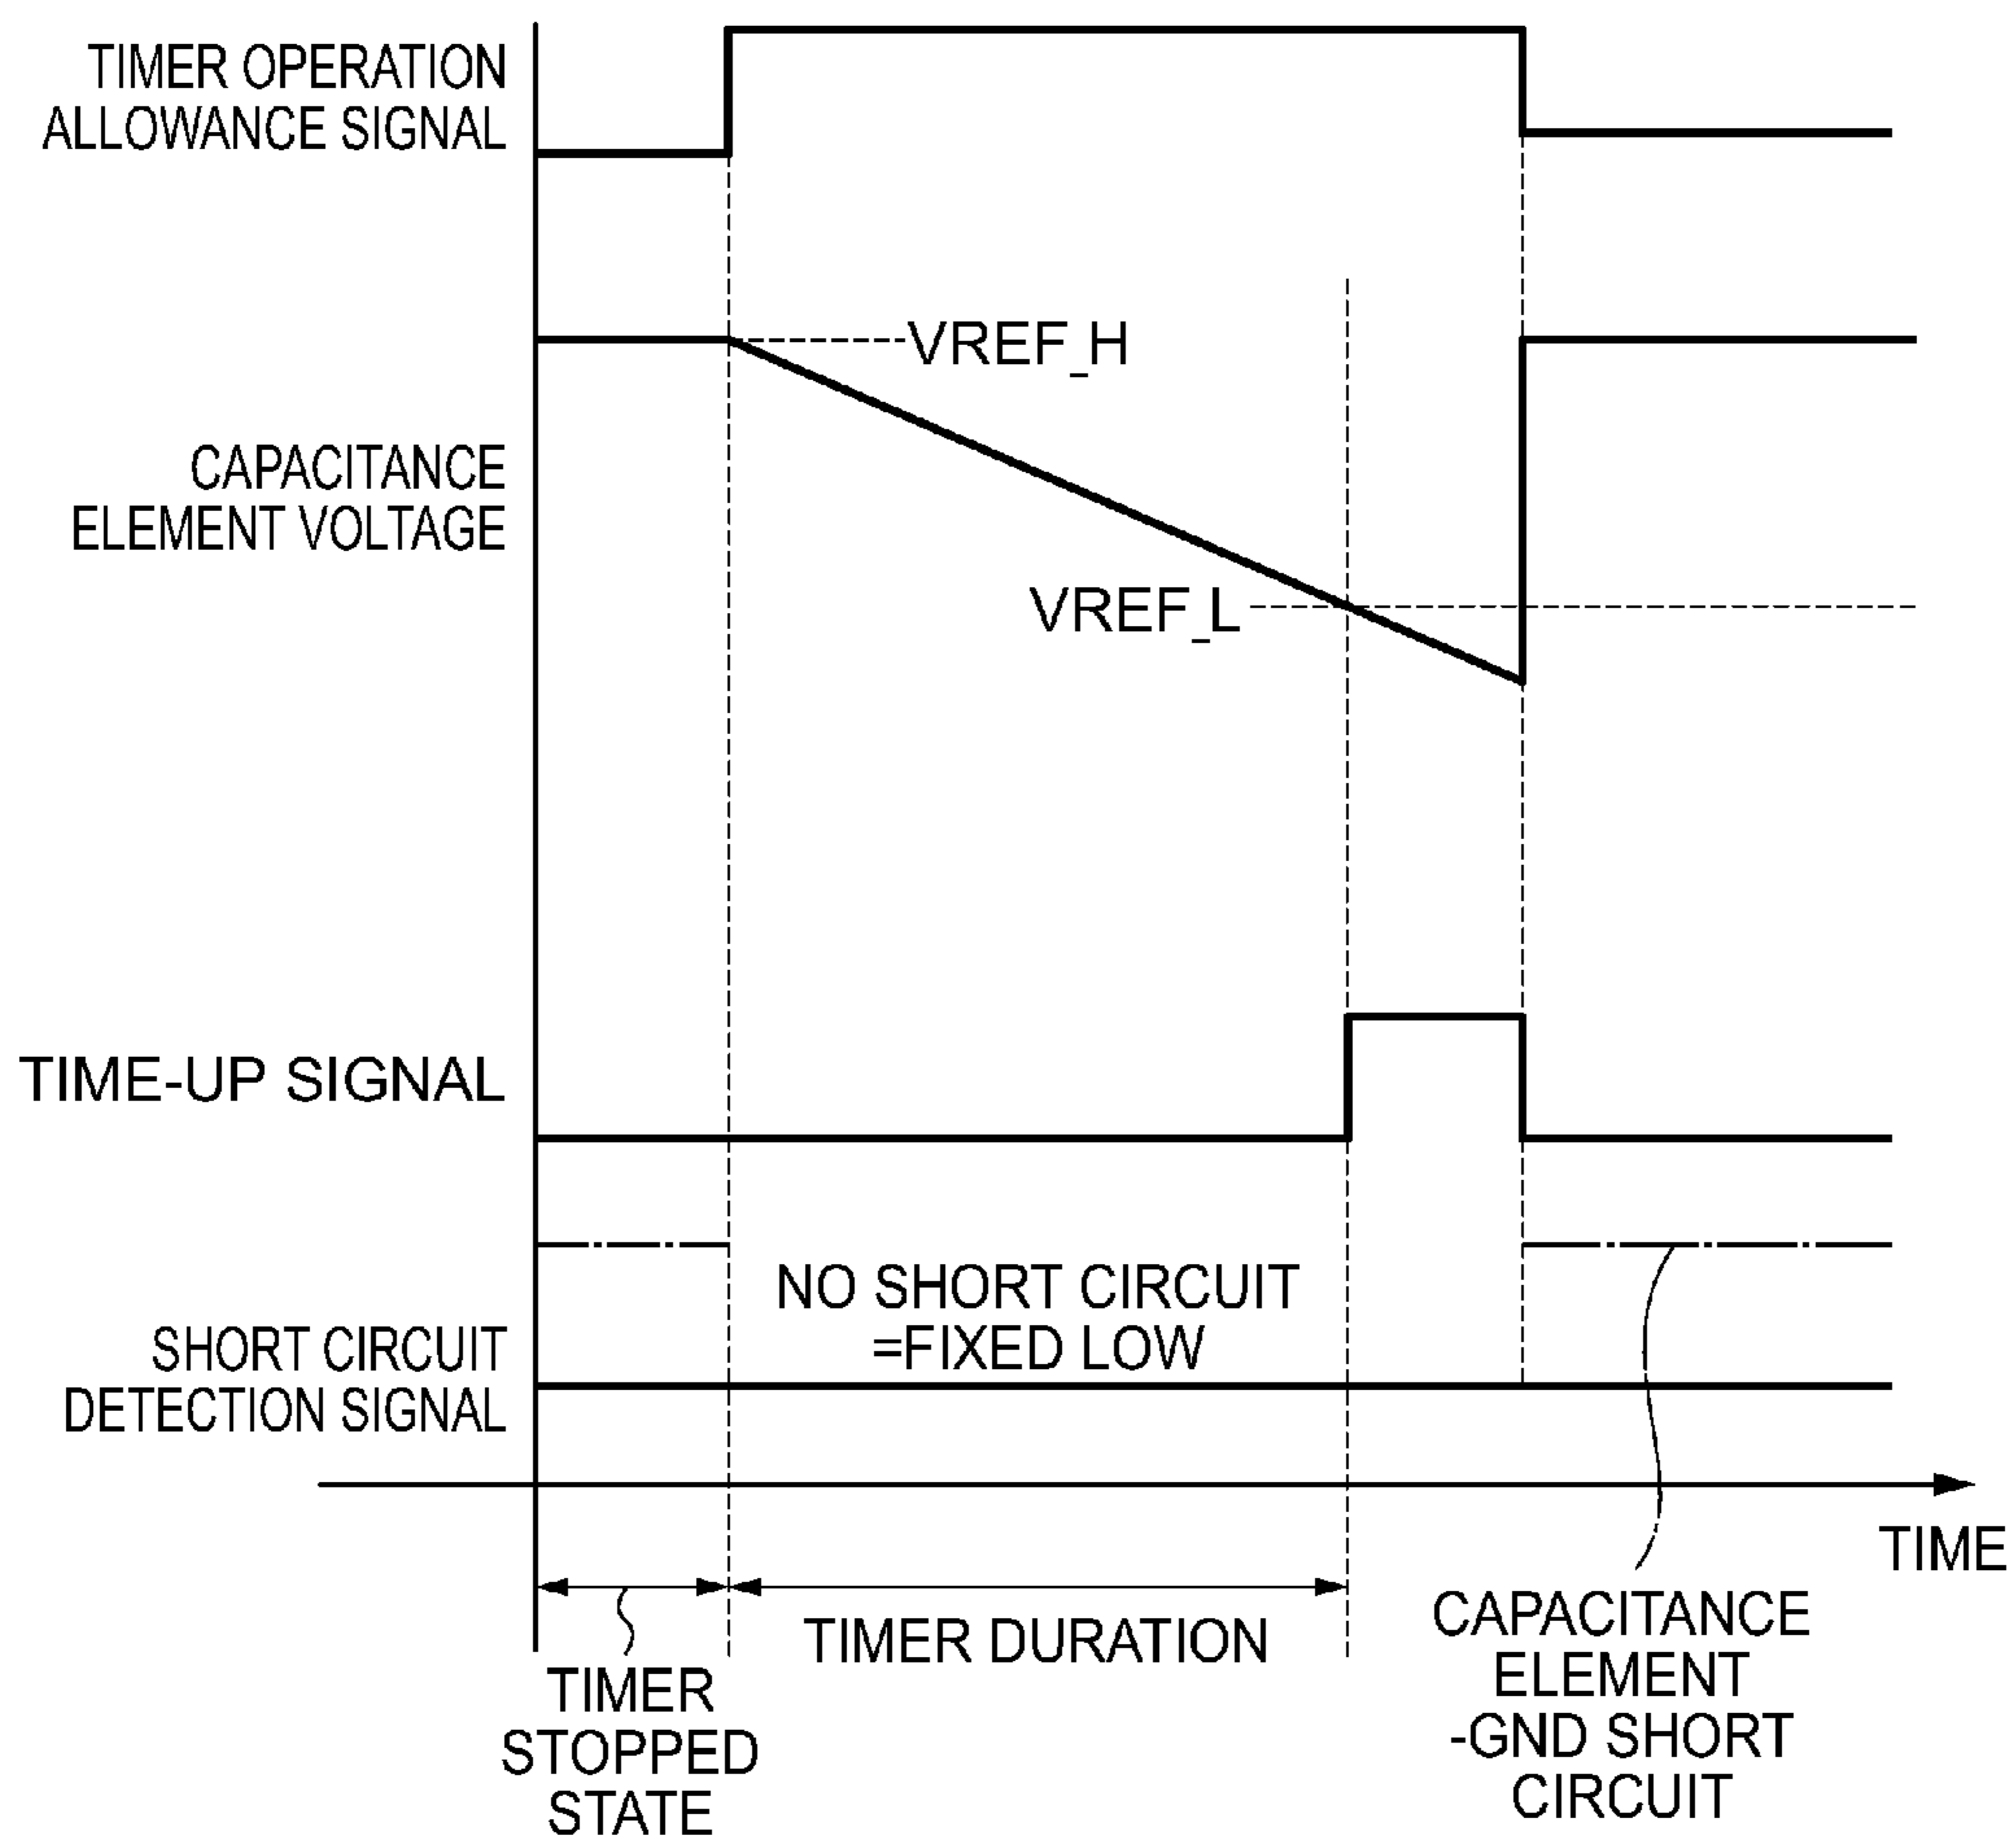 TIMER OPERATION
ALLOWANCE SIGNAL
VREF_H
CAPACITANCE
ELEMENT VOLTAGE
VREF_L
TIME-UP SIGNAL
NO SHORT CIRCUIT
=FIXED LOW
SHORT CIRCUIT
DETECTION SIGNAL
TIME
TIMER DURATION
TIMER
STOPPED
STATE
CAPACITANCE
ELEMENT
-GND SHORT
CIRCUIT